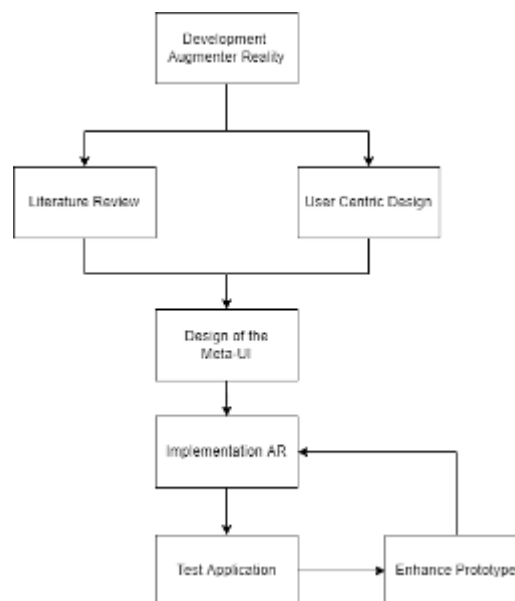 Development
Augmenter Reality
Literature Review
User Centric Design
Design of the
Meta-UI
Implementation AR
Test Application
Enhance Prototype